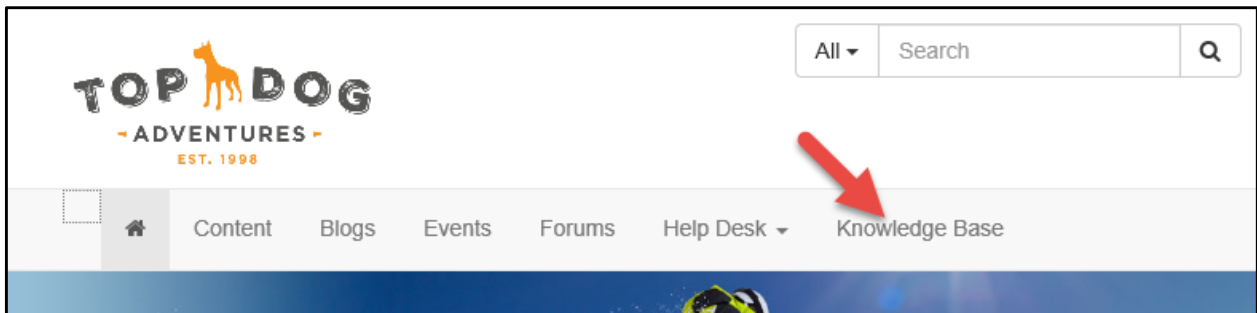 All Search
TOP DOG
- ADVENTURES -
EST. 1998
Content Blogs Events Forums Help Desk Knowledge Base